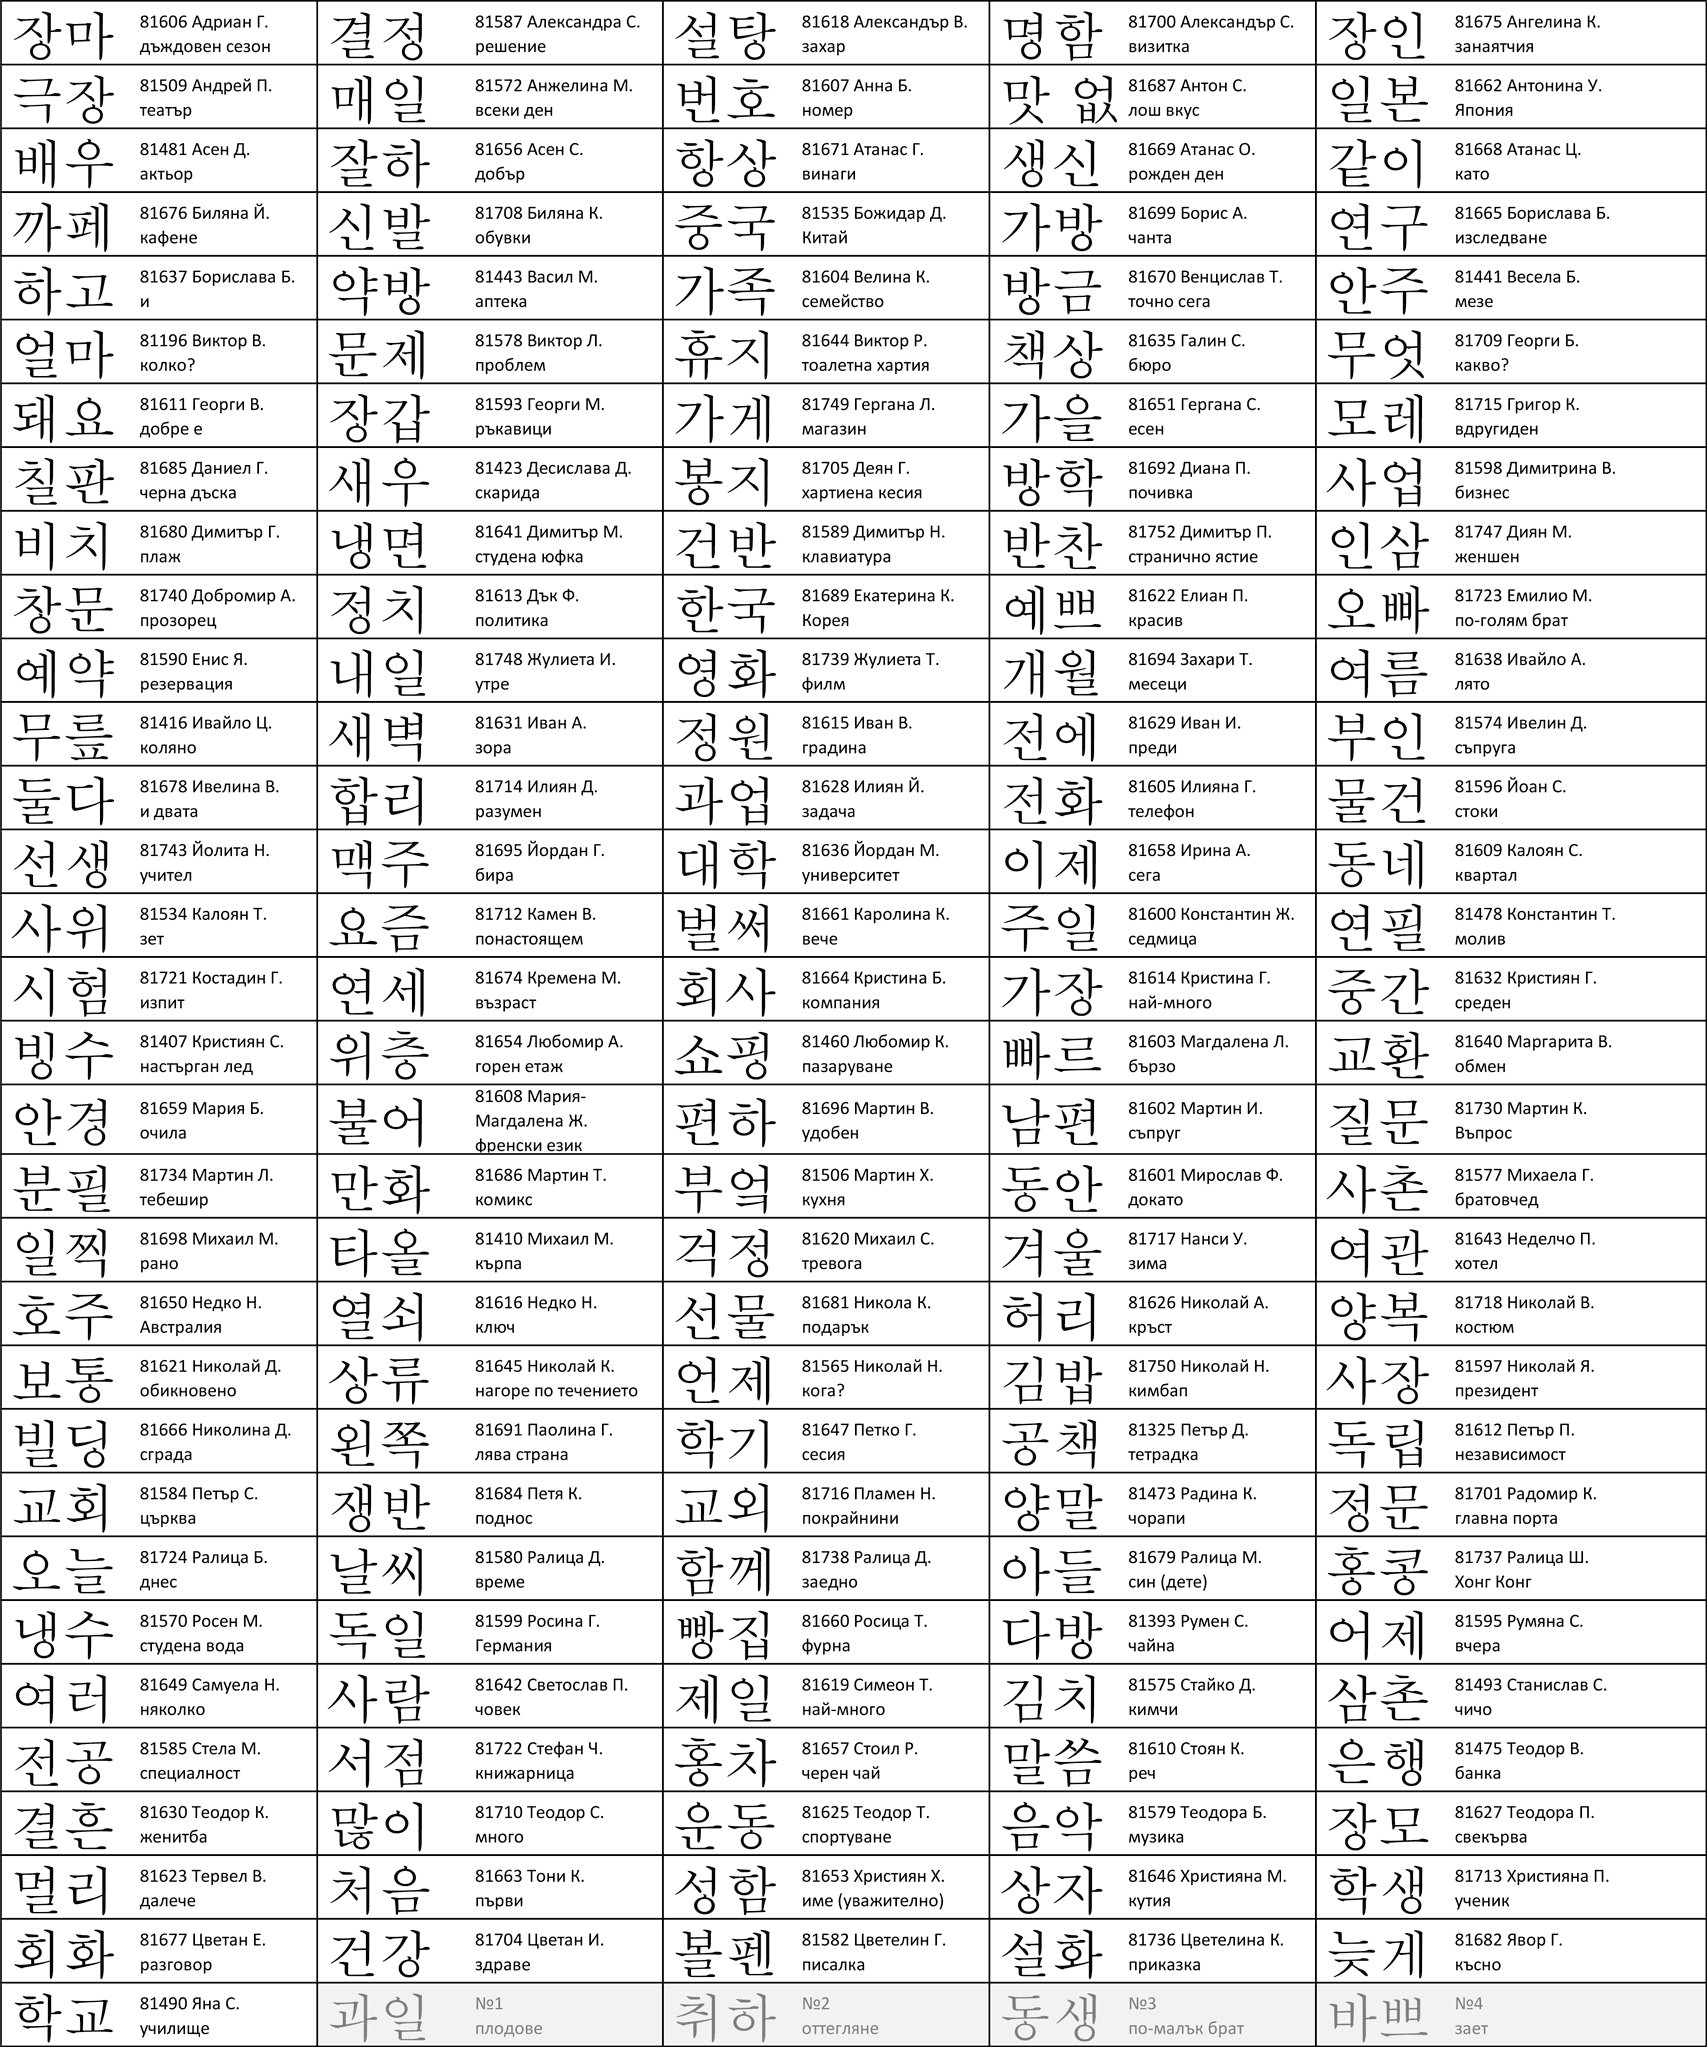 장마
81606 Адриан Г.
дъждовен сезон
결정
81587 Александра С.
решение
설탕
81618 Александър В.
захар
명함
81700 Александър С.
визитка
장인
81675 Ангелина К.
занаятчия
극장
81509 Андрей П.
театър
매일
81572 Анжелина М.
всеки ден
번호
81607 Анна Б.
номер
맛 없
81687 Антон С.
лош вкус
일본
81662 Антонина У.
Япония
배우
81481 Асен Д.
актьор
잘하
81656 Асен С.
добър
항상
81671 Атанас Г.
винаги
생신
81669 Атанас О.
рожден ден
같이
81668 Атанас Ц.
като
까페
81676 Биляна Й.
кафене
신발
81708 Биляна К.
обувки
중국
81535 Божидар Д.
Китай
가방
81699 Борис А.
чанта
연구
81665 Борислава Б.
изследване
하고
81637 Борислава Б.
и
약방
81443 Васил М.
аптека
가족
81604 Велина К.
семейство
방금
81670 Венцислав Т.
точно сега
안주
81441 Весела Б.
мезе
얼마
81196 Виктор В.
колко?
문제
81578 Виктор Л.
проблем
휴지
81644 Виктор Р.
тоалетна хартия
책상
81635 Галин С.
бюро
무엇
81709 Георги Б.
какво?
돼요
81611 Георги В.
добре е
장갑
81593 Георги М.
ръкавици
가게
81749 Гергана Л.
магазин
가을
81651 Гергана С.
есен
모레
81715 Григор К.
вдругиден
칠판
81685 Даниел Г.
черна дъска
새우
81423 Десислава Д.
скарида
봉지
81705 Деян Г.
хартиена кесия
방학
81692 Диана П.
почивка
사업
81598 Димитрина В.
бизнес
비치
81680 Димитър Г.
плаж
냉면
81641 Димитър М.
студена юфка
건반
81589 Димитър Н.
клавиатура
반찬
81752 Димитър П.
странично ястие
인삼
81747 Диян М.
женшен
창문
81740 Добромир А.
прозорец
정치
81613 Дък Ф.
политика
한국
81689 Екатерина К.
Корея
예쁘
81622 Елиан П.
красив
오빠
81723 Емилио М.
по-голям брат
예약
81590 Енис Я.
резервация
내일
81748 Жулиета И.
утре
영화
81739 Жулиета Т.
филм
개월
81694 Захари Т.
месеци
여름
81638 Ивайло А.
лято
무릎
81416 Ивайло Ц.
коляно
새벽
81631 Иван А.
зора
정원
81615 Иван В.
градина
전에
81629 Иван И.
преди
부인
81574 Ивелин Д.
съпруга
둘다
81678 Ивелина В.
и двата
합리
81714 Илиян Д.
разумен
과업
81628 Илиян Й.
задача
전화
81605 Илияна Г.
телефон
물건
81596 Йоан С.
стоки
선생
81743 Йолита Н.
учител
맥주
81695 Йордан Г.
бира
대학
81636 Йордан М.
университет
이제
81658 Ирина А.
сега
동네
81609 Калоян С.
квартал
사위
81534 Калоян Т.
зет
요즘
81712 Камен В.
понастоящем
벌써
81661 Каролина К.
вече
주일
81600 Константин Ж.
седмица
연필
81478 Константин Т.
молив
시험
81721 Костадин Г.
изпит
연세
81674 Кремена М.
възраст
회사
81664 Кристина Б.
компания
가장
81614 Кристина Г.
най-много
중간
81632 Кристиян Г.
среден
빙수
81407 Кристиян С.
настърган лед
위층
81654 Любомир А.
горен етаж
쇼핑
81460 Любомир К.
пазаруване
빠르
81603 Магдалена Л.
бързо
교환
81640 Маргарита В.
обмен
안경
81659 Мария Б.
очила
불어
81608 Мария-
Магдалена Ж.
френски език
편하
81696 Мартин В.
удобен
남편
81602 Мартин И.
съпруг
질문
81730 Мартин К.
Въпрос
분필
81734 Мартин Л.
тебешир
만화
81686 Мартин Т.
комикс
부엌
81506 Мартин Х.
кухня
동안
81601 Мирослав Ф.
докато
사촌
81577 Михаела Г.
братовчед
일찍
81698 Михаил М.
рано
타올
81410 Михаил М.
кърпа
걱정
81620 Михаил С.
тревога
겨울
81717 Нанси У.
зима
여관
81643 Неделчо П.
хотел
호주
81650 Недко Н.
Австралия
열쇠
81616 Недко Н.
ключ
선물
81681 Никола К.
подарък
허리
81626 Николай А.
кръст
양복
81718 Николай В.
костюм
보통
81621 Николай Д.
обикновено
상류
81645 Николай К.
нагоре по течението
언제
81565 Николай Н.
кога?
김밥
81750 Николай Н.
кимбап
사장
81597 Николай Я.
президент
빌딩
81666 Николина Д.
сграда
왼쪽
81691 Паолина Г.
лява страна
학기
81647 Петко Г.
сесия
공책
81325 Петър Д.
тетрадка
독립
81612 Петър П.
независимост
교회
81584 Петър С.
църква
쟁반
81684 Петя К.
поднос
교외
81716 Пламен Н.
покрайнини
양말
81473 Радина К.
чорапи
정문
81701 Радомир К.
главна порта
오늘
81724 Ралица Б.
днес
날씨
81580 Ралица Д.
време
함께
81738 Ралица Д.
заедно
아들
81679 Ралица М.
син (дете)
홍콩
81737 Ралица Ш.
Хонг Конг
냉수
81570 Росен М.
студена вода
독일
81599 Росина Г.
Германия
빵집
81660 Росица Т.
фурна
다방
81393 Румен С.
чайна
어제
81595 Румяна С.
вчера
여러
81649 Самуела Н.
няколко
사람
81642 Светослав П.
човек
제일
81619 Симеон Т.
най-много
김치
81575 Стайко Д.
кимчи
삼촌
81493 Станислав С.
чичо
전공
81585 Стела М.
специалност
서점
81722 Стефан Ч.
книжарница
홍차
81657 Стоил Р.
черен чай
말씀
81610 Стоян К.
реч
은행
81475 Теодор В.
банка
결흔
81630 Теодор К.
женитба
많이
81710 Теодор С.
много
운동
81625 Теодор Т.
спортуване
음악
81579 Теодора Б.
музика
장모
81627 Теодора П.
свекърва
멀리
81623 Тервел В.
далече
처음
81663 Тони К.
първи
성함
81653 Християн Х.
име (уважително)
상자
81646 Християна М.
кутия
학생
81713 Християна П.
ученик
회화
81677 Цветан Е.
разговор
건강
81704 Цветан И.
здраве
볼펜
81582 Цветелин Г.
писалка
설화
81736 Цветелина К.
приказка
늦게
81682 Явор Г.
късно
학교
81490 Яна С.
училище
과일
№1
плодове
취하
№2
оттегляне
동생
№3
по-малък брат
바쁘
№4
зает